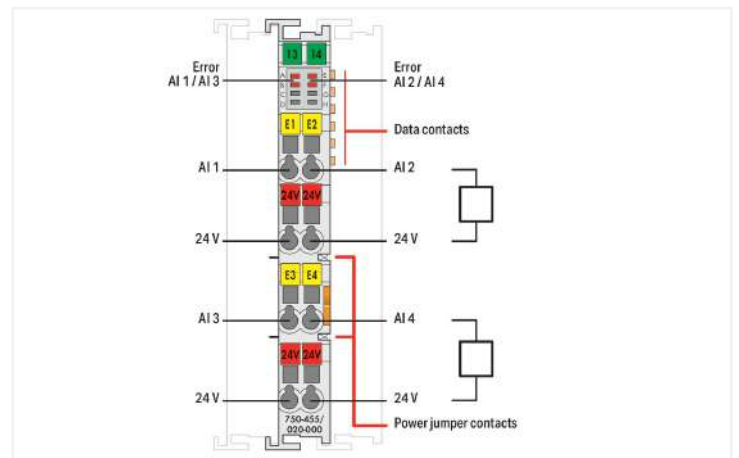 13 14
Error
AI 1 / AI 3
Error
AI 2 / AI 4
A
B
C
D
E
F
G
H
Data contacts
E1 E2
AI 1
AI 2
24V 24V
24 V
24 V
E3 E4
AI 3
AI 4
24V 24V
24 V
24 V
750-455/
020-000
Power jumper contacts